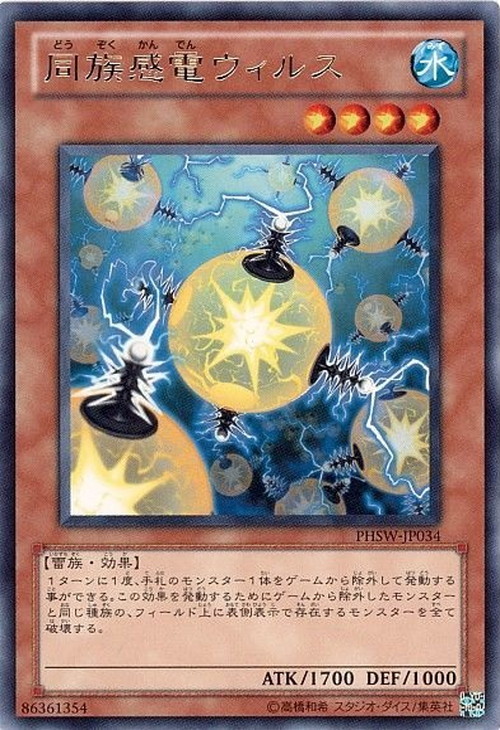 同族感電ウィルス
水
PHSW-JP034
【雷族・効果】
1ターンに1度、手札のモンスター1体をゲームから除外して発動する
事ができる。この効果を発動するためにゲームから除外したモンスター
と同じ種族の、フィールド上に表側表示で存在するモンスターを全て
破壊する。
ATK/1700 DEF/1000
86361354 ©高橋和希 スタジオ・ダイス/集英社